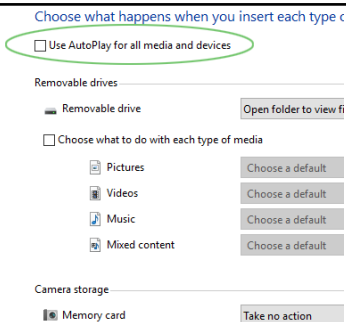 Choose what happens when you insert each type
Use AutoPlay for all media and devices
Removable drives
Removable drive
Open folder to view fi
Choose what to do with each type of media
Pictures
Choose a default
Videos
Choose a default
Music
Choose a default
Mixed content
Choose a default
Camera storage
Memory card
Take no action